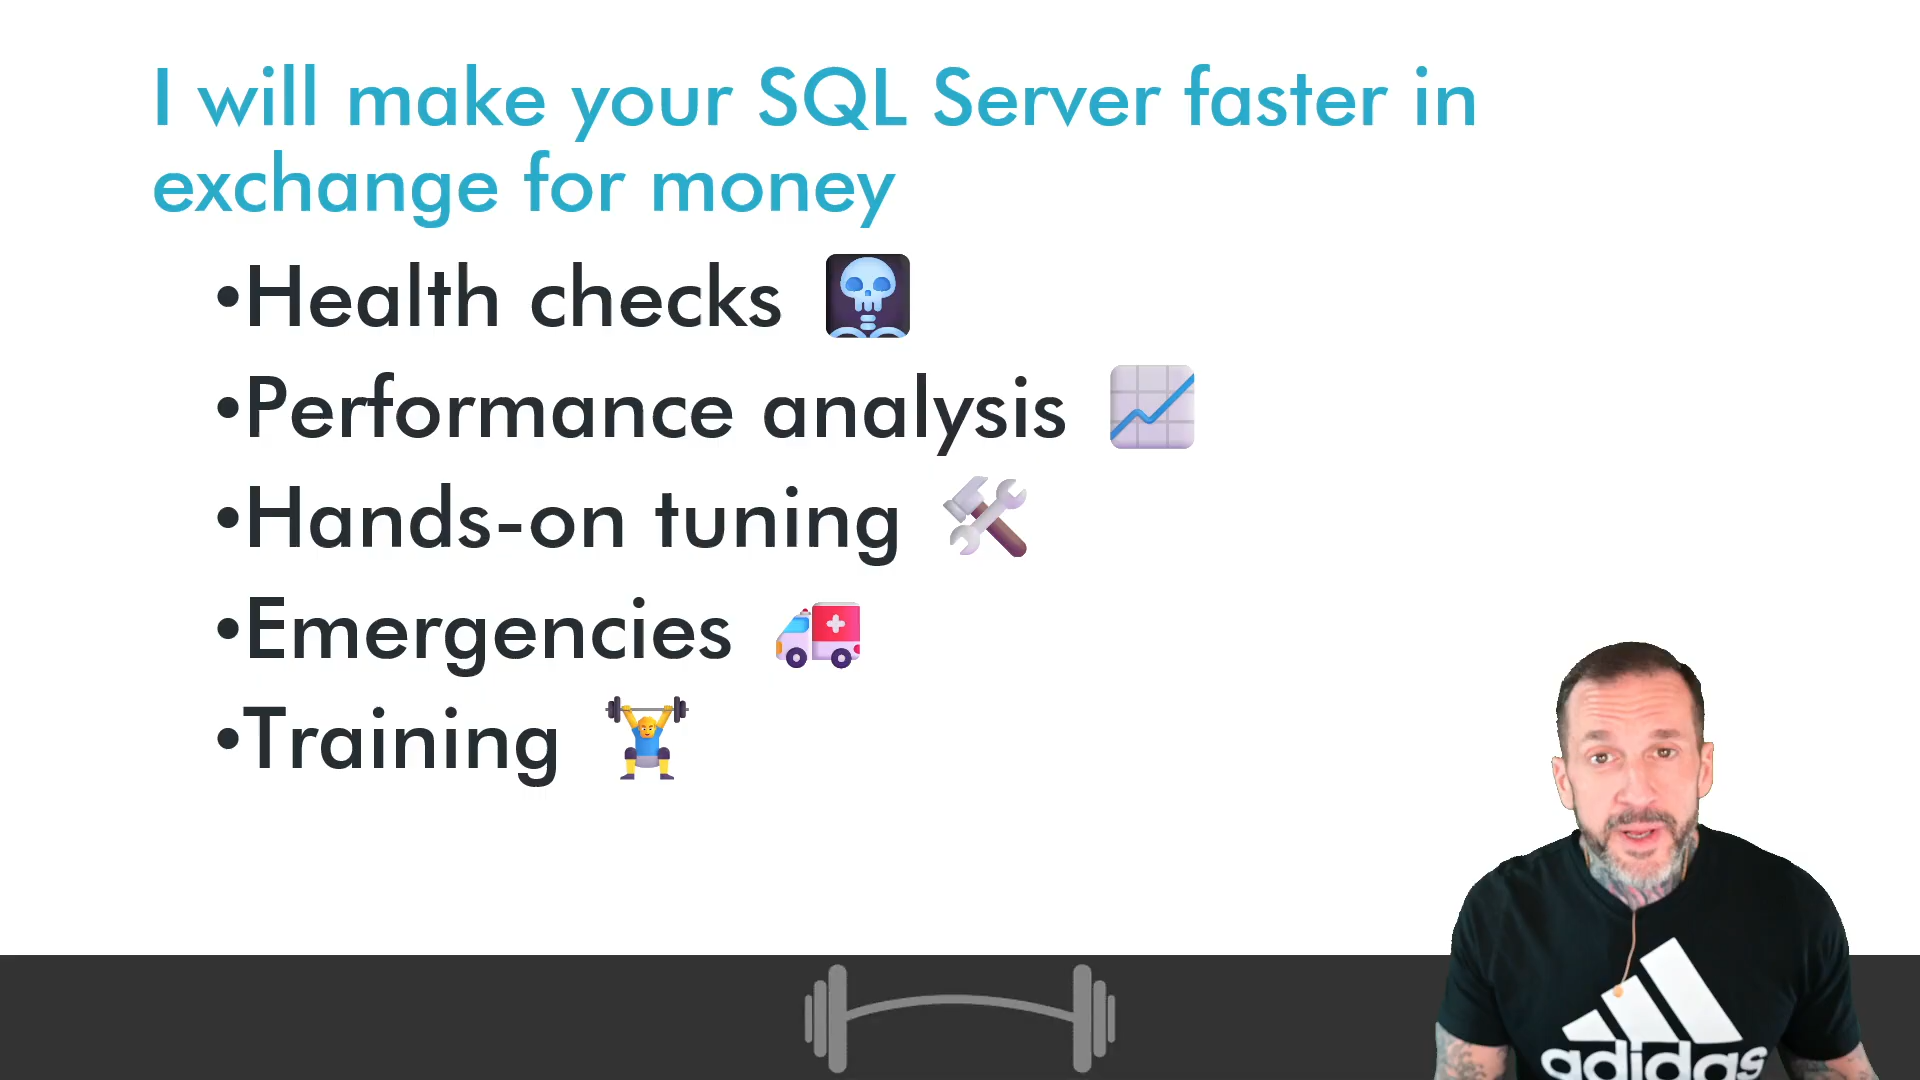 I will make your SQL Server faster in
exchange for money
•Health checks
•Performance analysis
•Hands-on tuning
•Emergencies
•Training
adidas